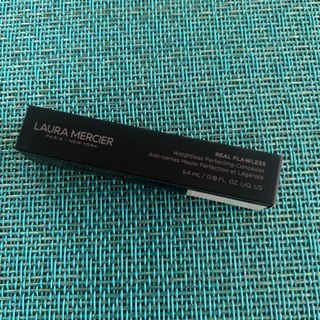 LAURA MERCIER
PARIS • NEW YORK
REAL FLAWLESS
Weightless Perfecting Concealer
Anti-cernes Haute Perfection et Légèreté
5.4 mL / 0.18 FL. OZ. LIQ. US